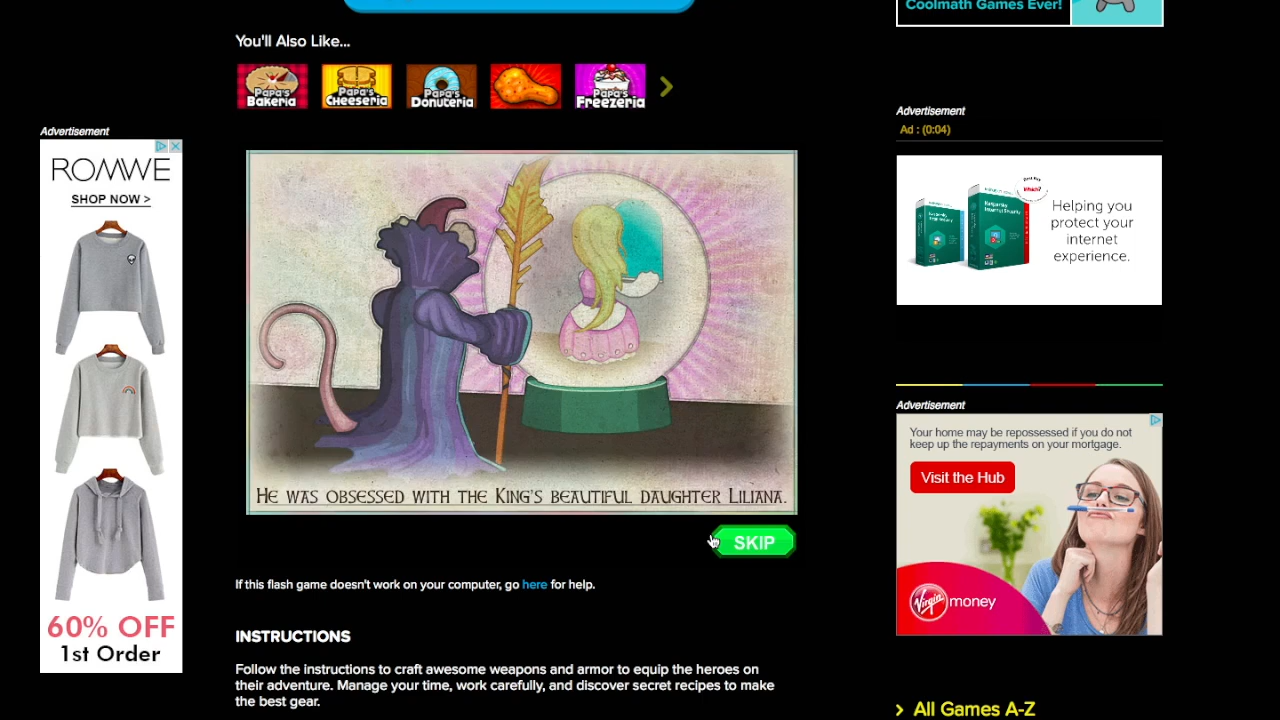 Coolmath Games Ever!
You'll Also Like...
Papa's
Bakeria
Papa's
Cheeseria
Papa's
Donuteria
Papa's
Freezeria
Advertisement
ROMWE
SHOP NOW >
60% OFF
1st Order
HE WAS OBSESSED WITH THE KING'S BEAUTIFUL DAUGHTER LILIANA.
SKIP
If this flash game doesn't work on your computer, go here for help.
INSTRUCTIONS
Follow the instructions to craft awesome weapons and armor to equip the heroes on
their adventure. Manage your time, work carefully, and discover secret recipes to make
the best gear.
Advertisement
Ad : (0:04)
Which?
Helping you
protect your
internet
experience.
Advertisement
Your home may be repossessed if you do not
keep up the repayments on your mortgage.
Visit the Hub
Virgin money
All Games A-Z